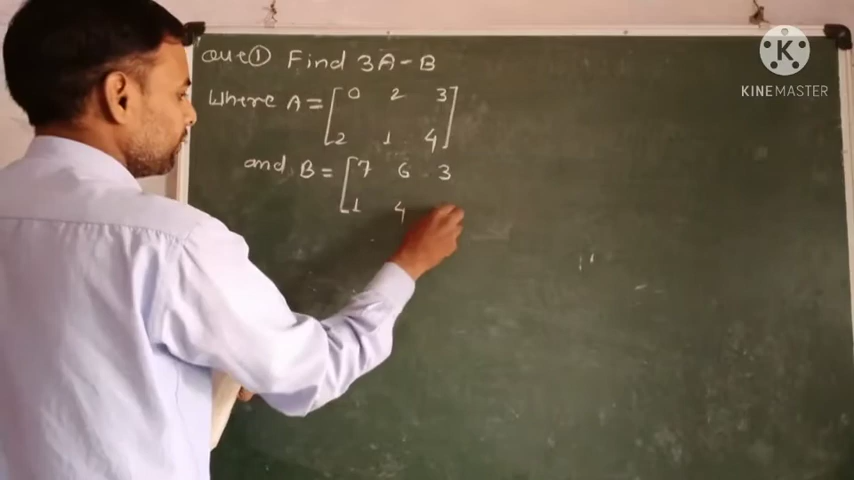 Que① Find 3A-B
Where A = [ 0 2 3
2 1 4 ]
and B = [ 7 6 3
1 4
K
KINEMASTER